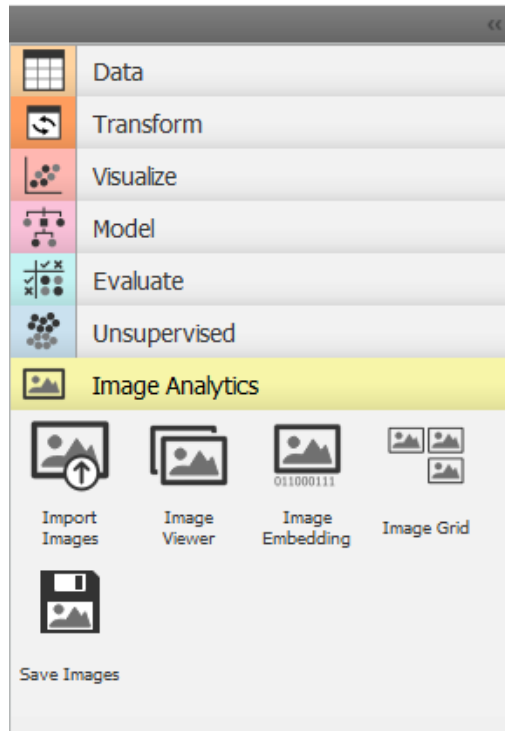 Data
Transform
Visualize
Model
Evaluate
Unsupervised
Image Analytics
Import
Images
Image
Viewer
011000111
Image
Embedding
Image Grid
Save Images